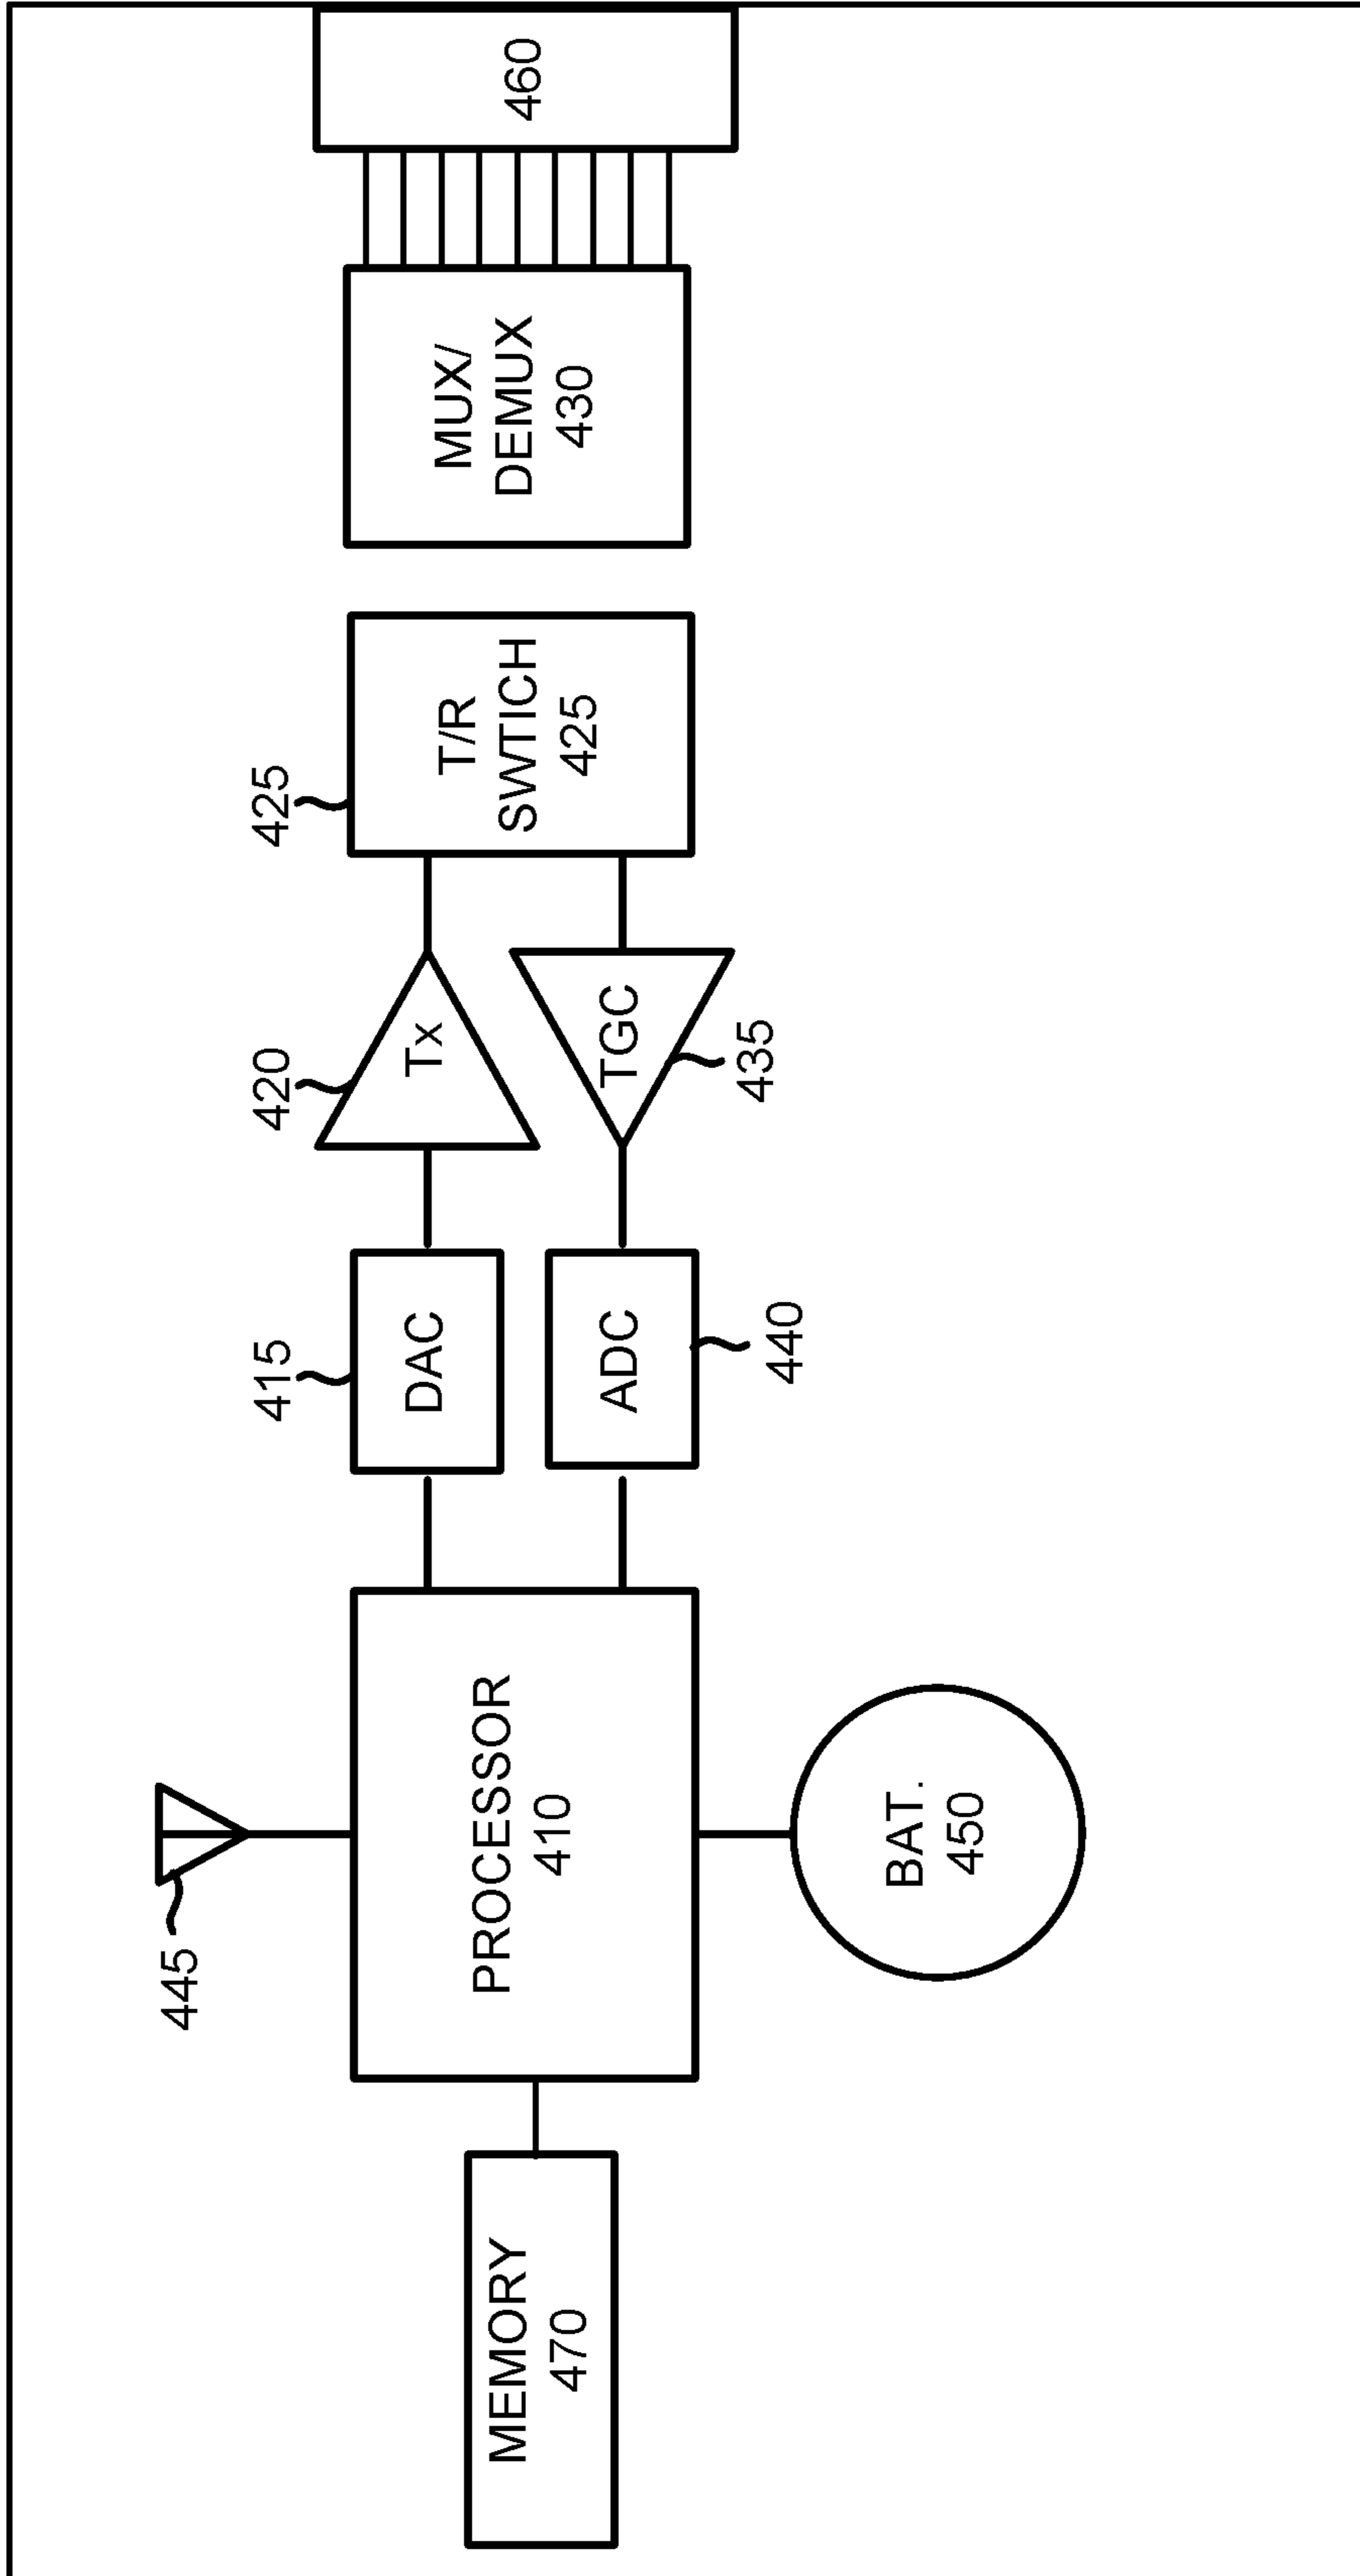 445
MEMORY
470
PROCESSOR
410
BAT.
450
415
DAC
ADC
440
420
Tx
TGC
435
425
T/R
SWTICH
425
MUX/
DEMUX
430
460